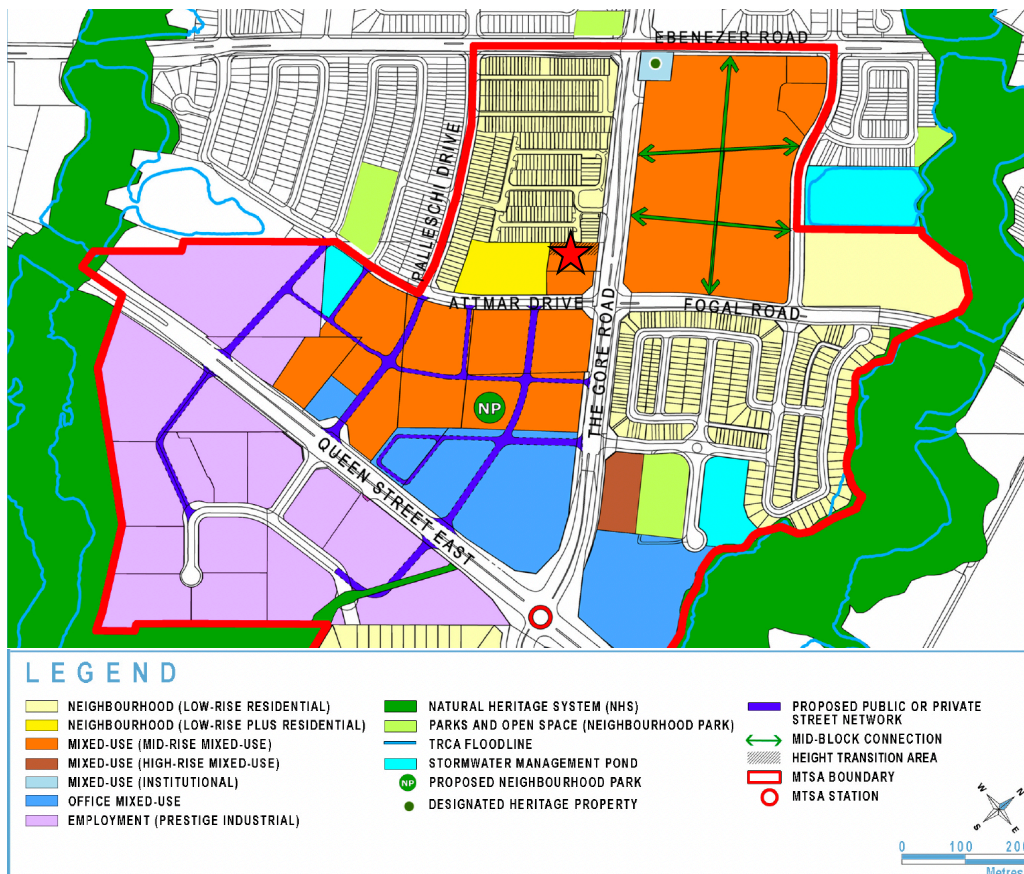 EBENEZER ROAD
PALLESCHI DRIVE
ATTMAR DRIVE
FOGAL ROAD
THE GORE ROAD
NP
QUEEN STREET EAST
LEGEND
NEIGHBOURHOOD (LOW-RISE RESIDENTIAL)
NEIGHBOURHOOD (LOW-RISE PLUS RESIDENTIAL)
MIXED-USE (MID-RISE MIXED-USE)
MIXED-USE (HIGH-RISE MIXED-USE)
MIXED-USE (INSTITUTIONAL)
OFFICE MIXED-USE
EMPLOYMENT (PRESTIGE INDUSTRIAL)
NATURAL HERITAGE SYSTEM (NHS)
PARKS AND OPEN SPACE (NEIGHBOURHOOD PARK)
TRCA FLOODLINE
STORMWATER MANAGEMENT POND
NP PROPOSED NEIGHBOURHOOD PARK
DESIGNATED HERITAGE PROPERTY
PROPOSED PUBLIC OR PRIVATE
STREET NETWORK
MID-BLOCK CONNECTION
HEIGHT TRANSITION AREA
MTSA BOUNDARY
MTSA STATION
W N
S E
0 100 200
Metres